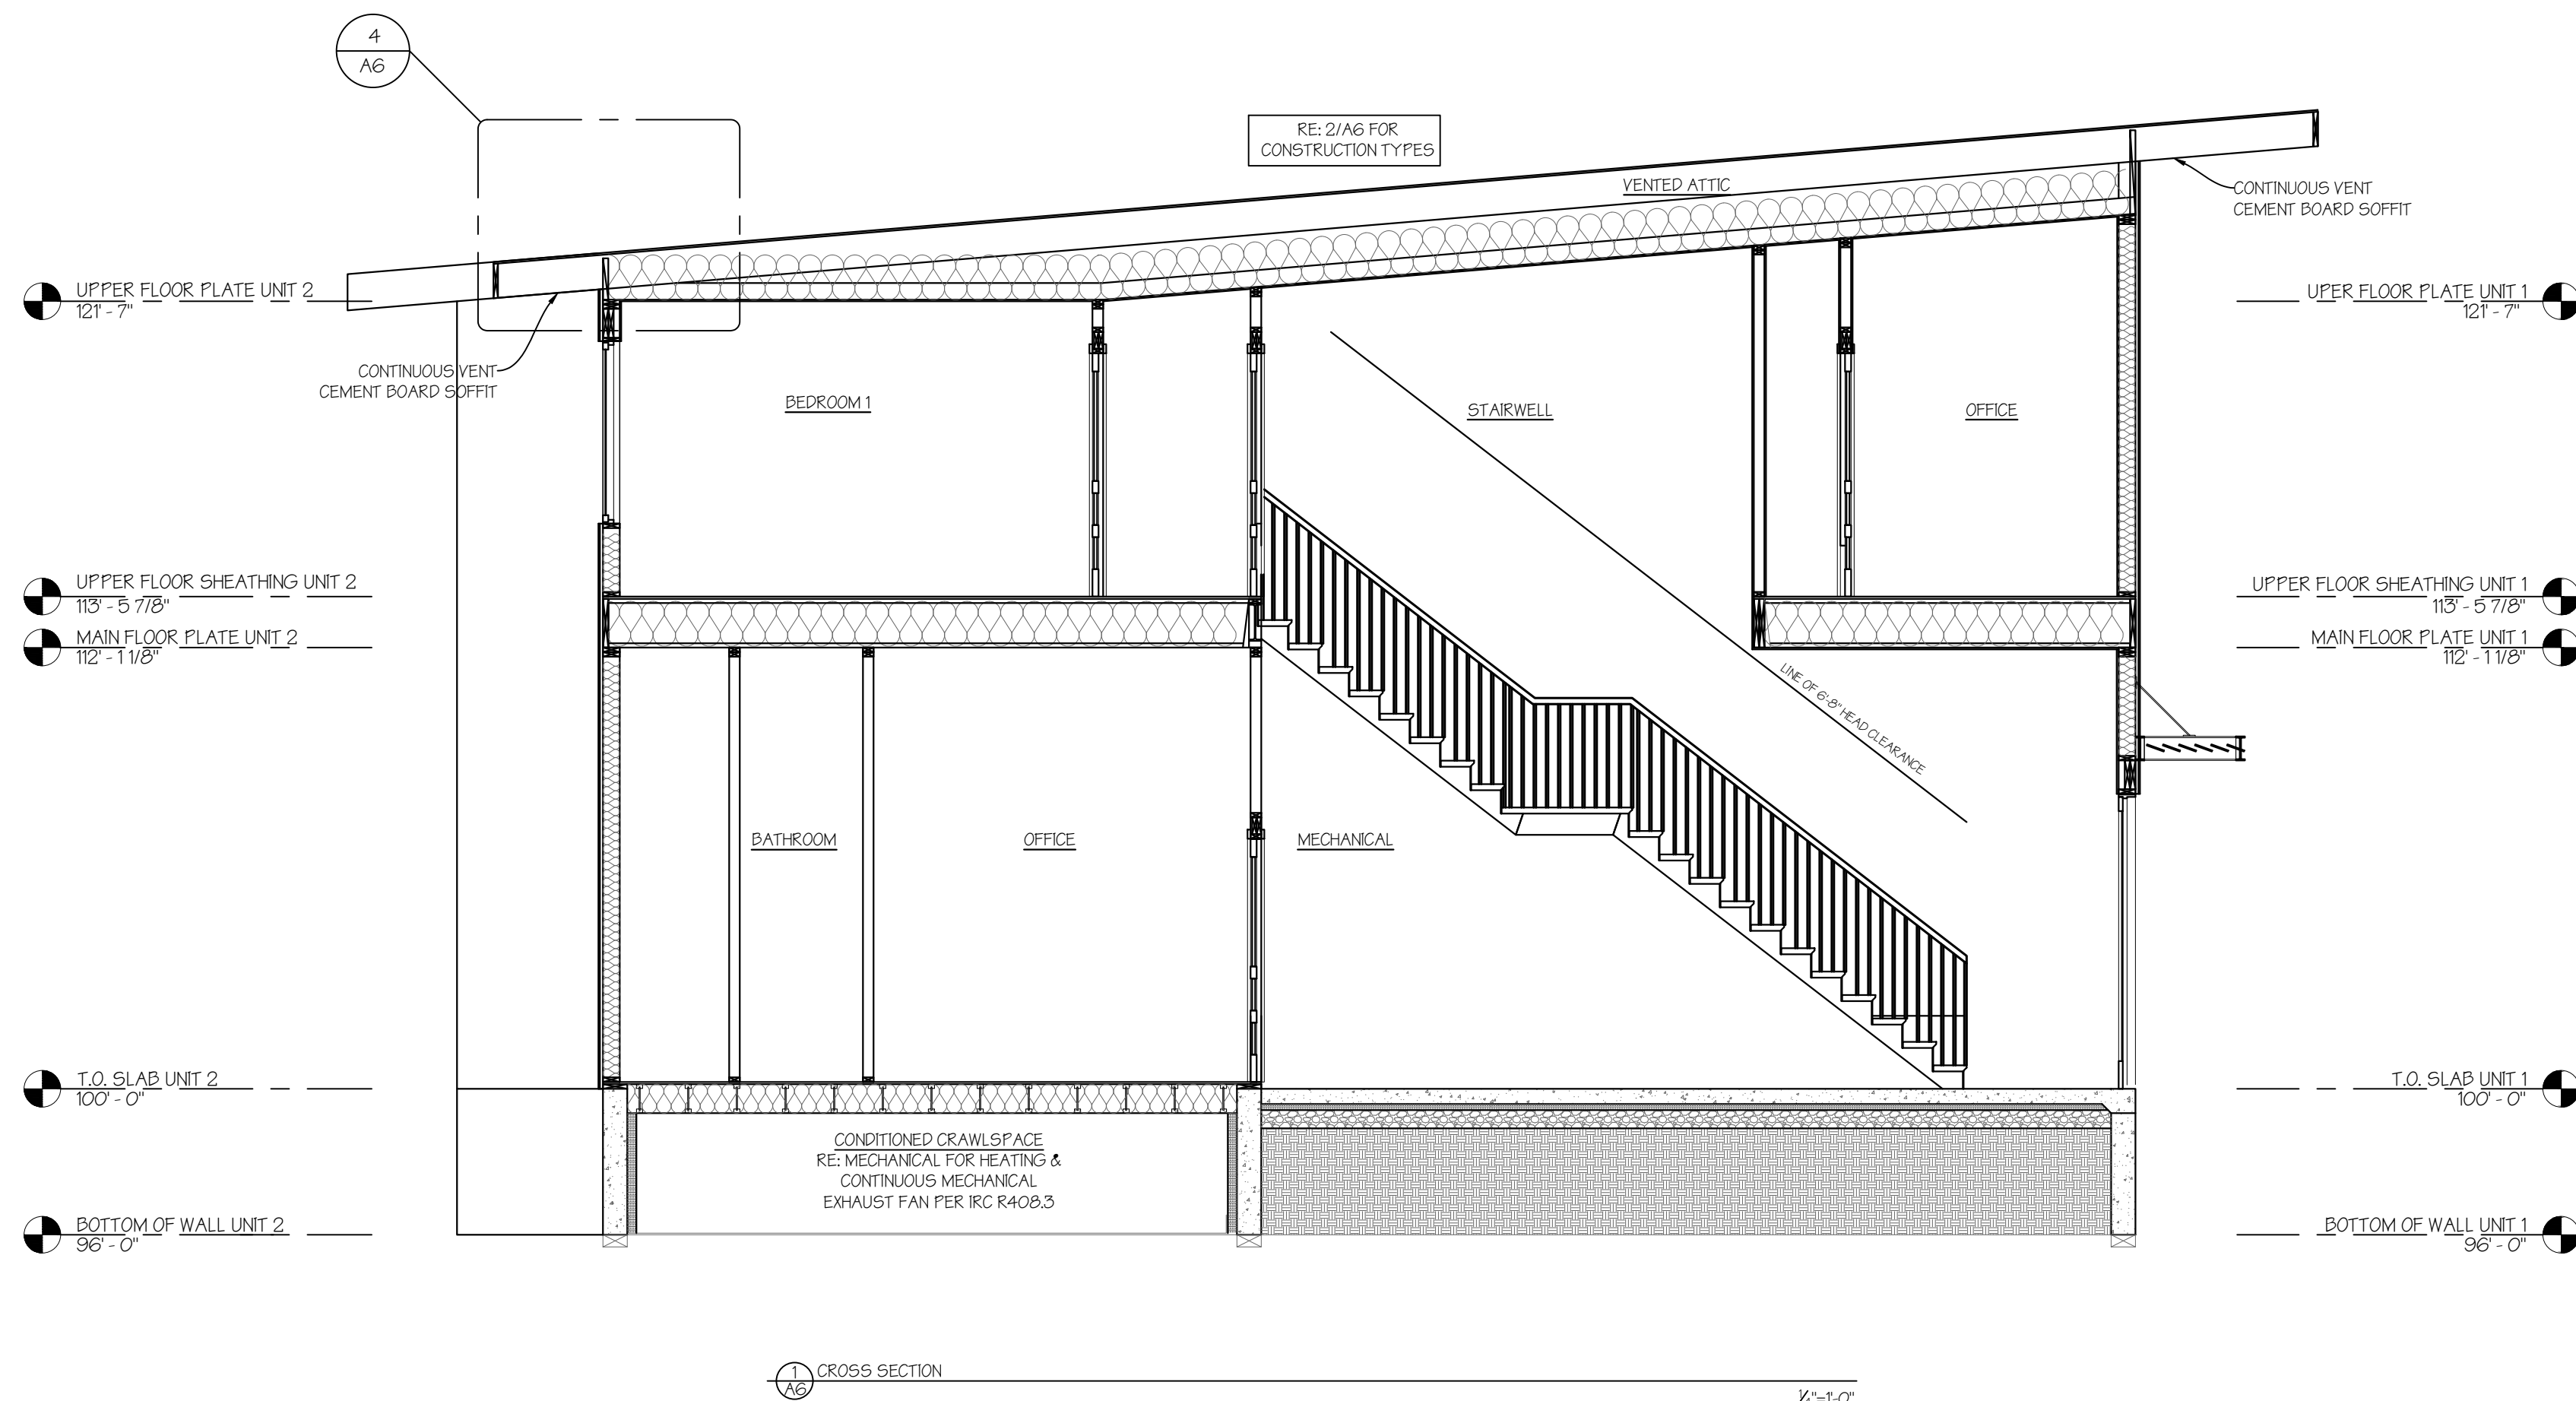 4
A6
RE: 2/A6 FOR
CONSTRUCTION TYPES
VENTED ATTIC
CONTINUOUS VENT
CEMENT BOARD SOFFIT
UPPER FLOOR PLATE UNIT 2
121' - 7"
UPER FLOOR PLATE UNIT 1
121' - 7"
CONTINUOUS VENT
CEMENT BOARD SOFFIT
BEDROOM 1
STAIRWELL
OFFICE
UPPER FLOOR SHEATHING UNIT 2
113' - 5 7/8"
UPPER FLOOR SHEATHING UNIT 1
113' - 5 7/8"
MAIN FLOOR PLATE UNIT 2
112' - 1 1/8"
MAIN FLOOR PLATE UNIT 1
112' - 1 1/8"
LINE OF 6'-8" HEAD CLEARANCE
BATHROOM
OFFICE
MECHANICAL
T.O. SLAB UNIT 2
100' - 0"
T.O. SLAB UNIT 1
100' - 0"
CONDITIONED CRAWLSPACE
RE: MECHANICAL FOR HEATING &
CONTINUOUS MECHANICAL
EXHAUST FAN PER IRC R408.3
BOTTOM OF WALL UNIT 2
96' - 0"
BOTTOM OF WALL UNIT 1
96' - 0"
1
A6
CROSS SECTION
¼"=1'-0"